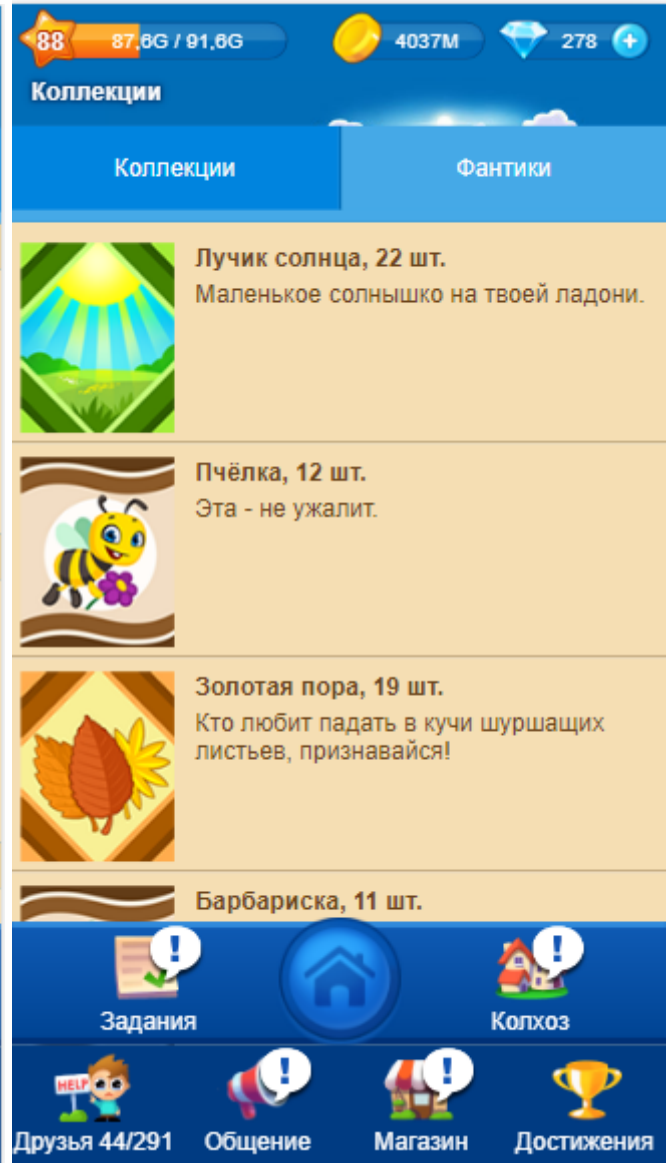 88 87,6G / 91,6G 4037M 278 +
Коллекции
Коллекции Фантики
Лучик солнца, 22 шт.
Маленькое солнышко на твоей ладони.
Пчёлка, 12 шт.
Эта - не ужалит.
Золотая пора, 19 шт.
Кто любит падать в кучи шуршащих
листьев, признавайся!
Барбариска, 11 шт.
! !
Задания Колхоз
HELP ! !
Друзья 44/291 Общение Магазин Достижения